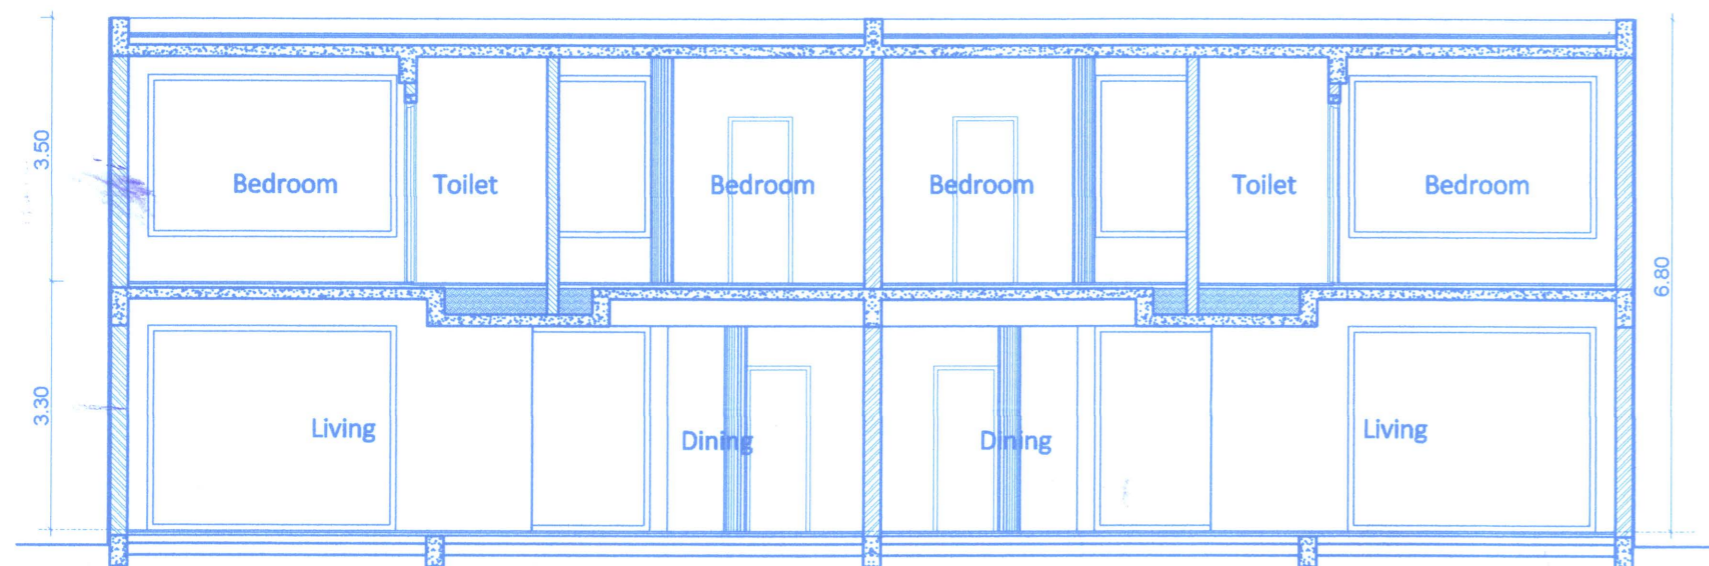 3.50
Bedroom
Toilet
Bedroom
Bedroom
Toilet
Bedroom
6.80
3.30
Living
Dining
Dining
Living